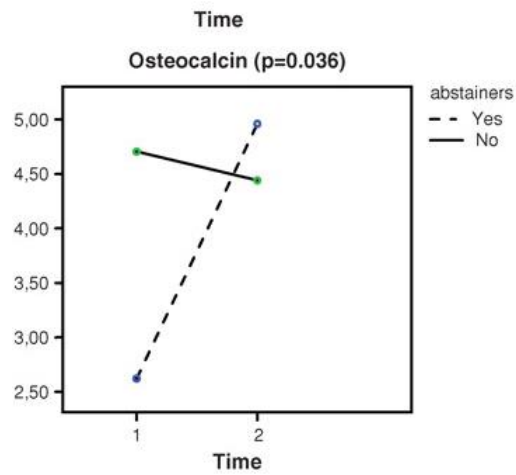 Time
Osteocalcin (p=0.036)
abstainers
Yes
No
5,00
4,50
4,00
3,50
3,00
2,50
1
2
Time